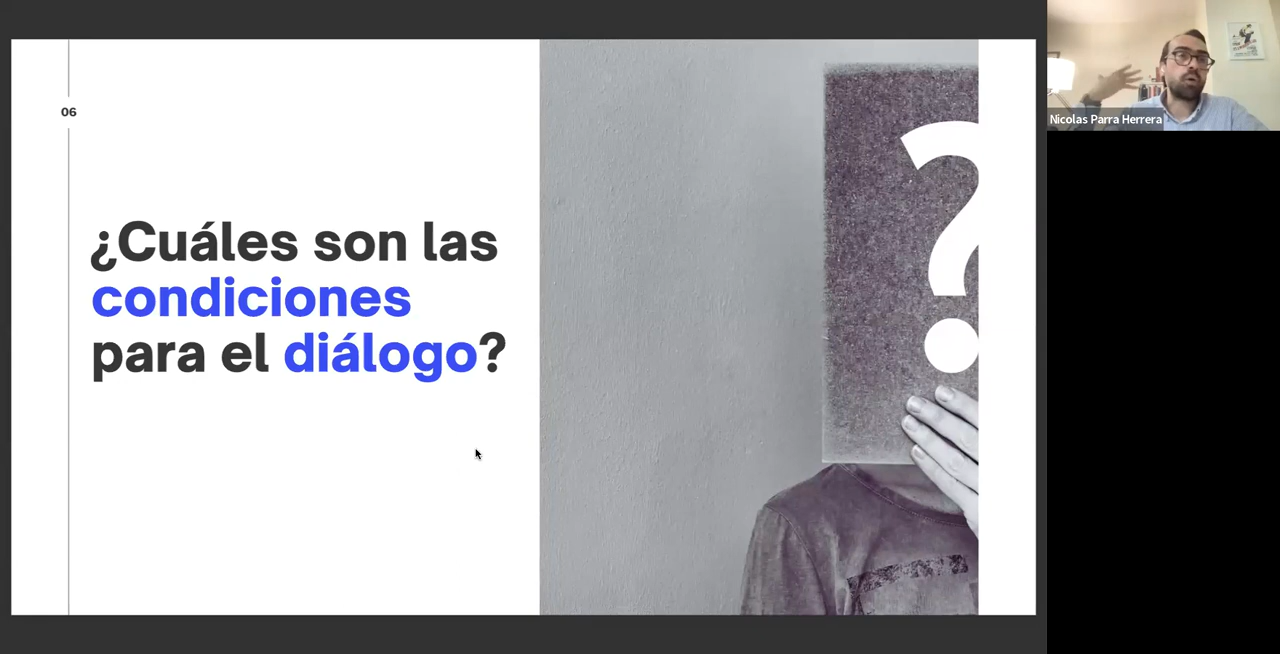 06
¿Cuáles son las
condiciones
para el diálogo?
?
Nicolas Parra Herrera